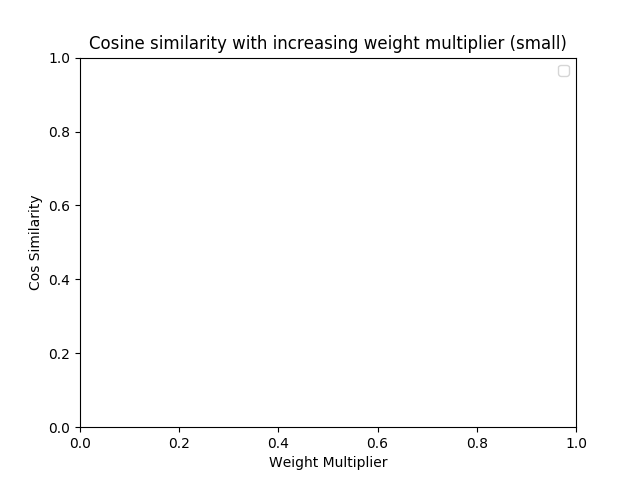 Cosine similarity with increasing weight multiplier (small)
1.0
0.8
0.6
0.4
0.2
0.0
Cos Similarity
0.0 0.2 0.4 0.6 0.8 1.0
Weight Multiplier